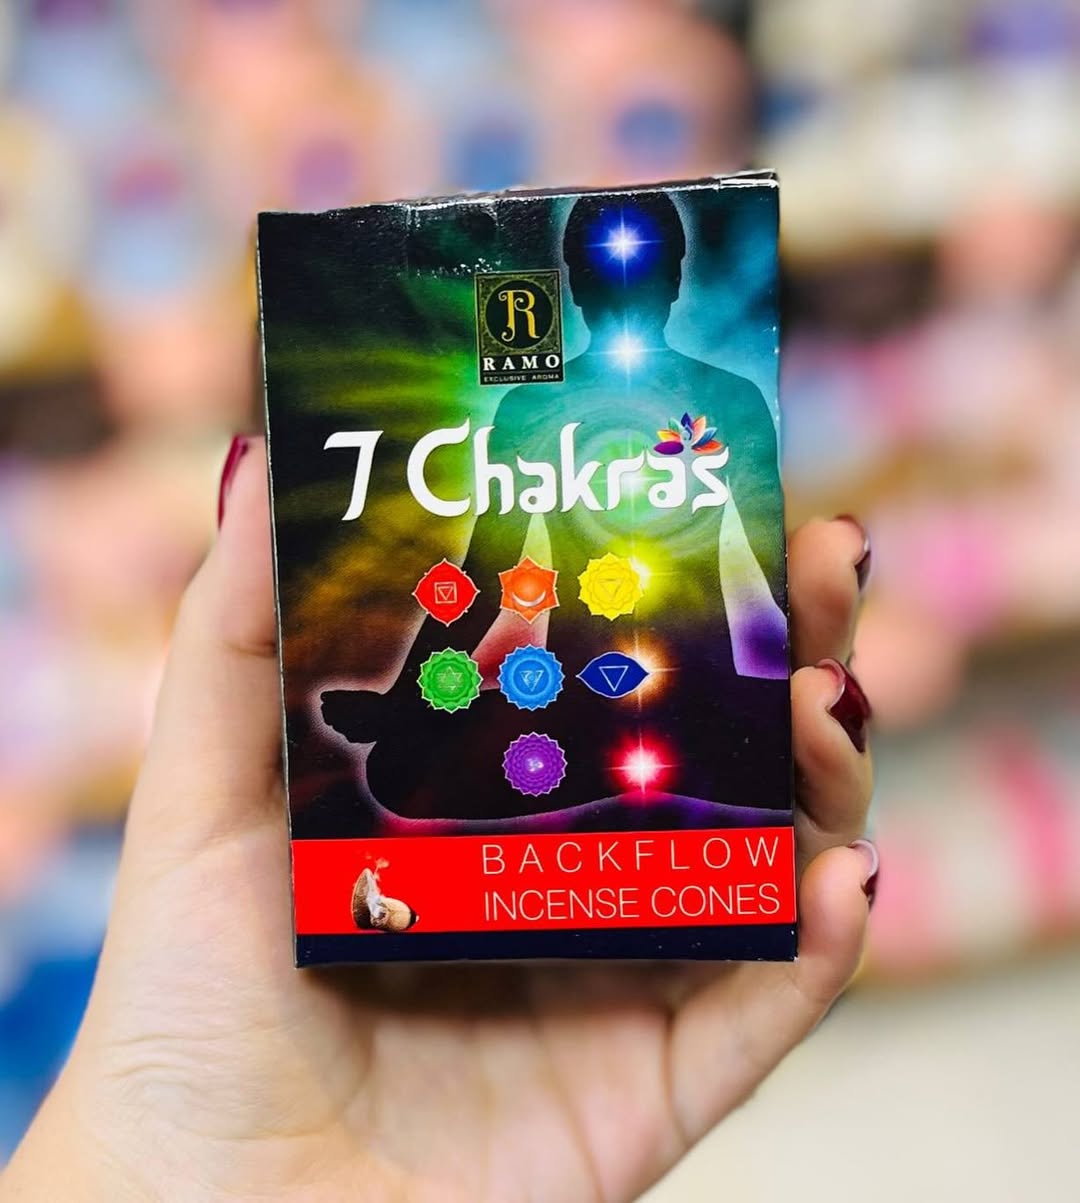 R
RAMO
EXCLUSIVE AROMA
7 Chakras
BACKFLOW
INCENSE CONES